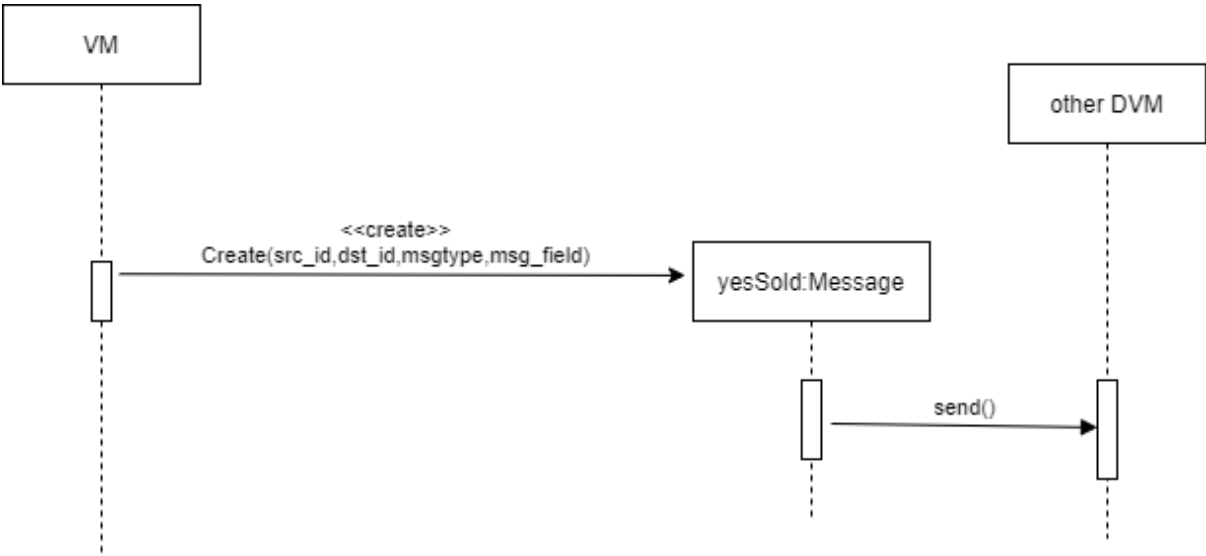 VM
other DVM
<<create>>
Create(src_id,dst_id,msgtype,msg_field)
yesSold:Message
send()